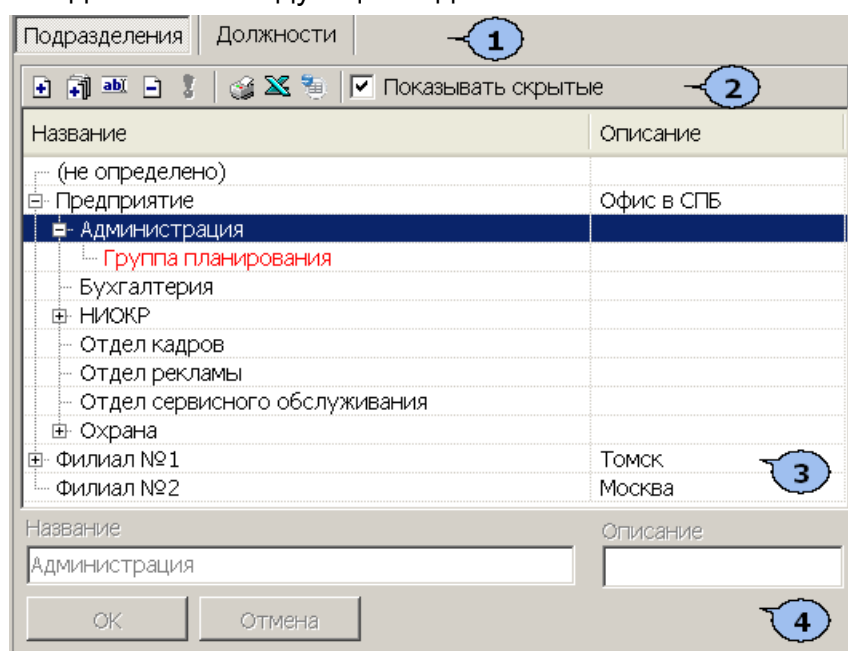 Подразделения Должности 1
abl Показывать скрытые 2
Название Описание
(не определено)
Предприятие Офис в СПБ
Администрация
Группа планирования
Бухгалтерия
НИОКР
Отдел кадров
Отдел рекламы
Отдел сервисного обслуживания
Охрана
Филиал №1 Томск 3
Филиал №2 Москва
Название Описание
Администрация
OK Отмена 4